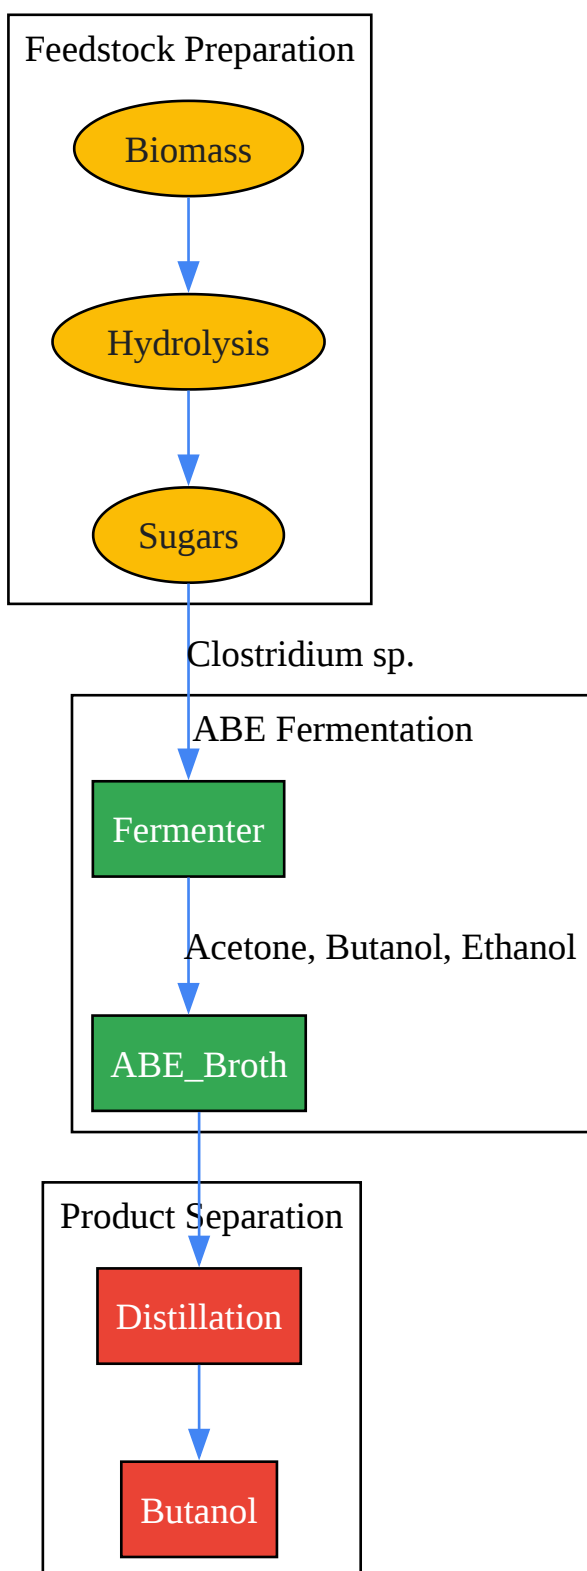 Feedstock Preparation
Biomass
Hydrolysis
Sugars
Clostridium sp.
ABE Fermentation
Fermenter
Acetone, Butanol, Ethanol
ABE_Broth
Product Separation
Distillation
Butanol